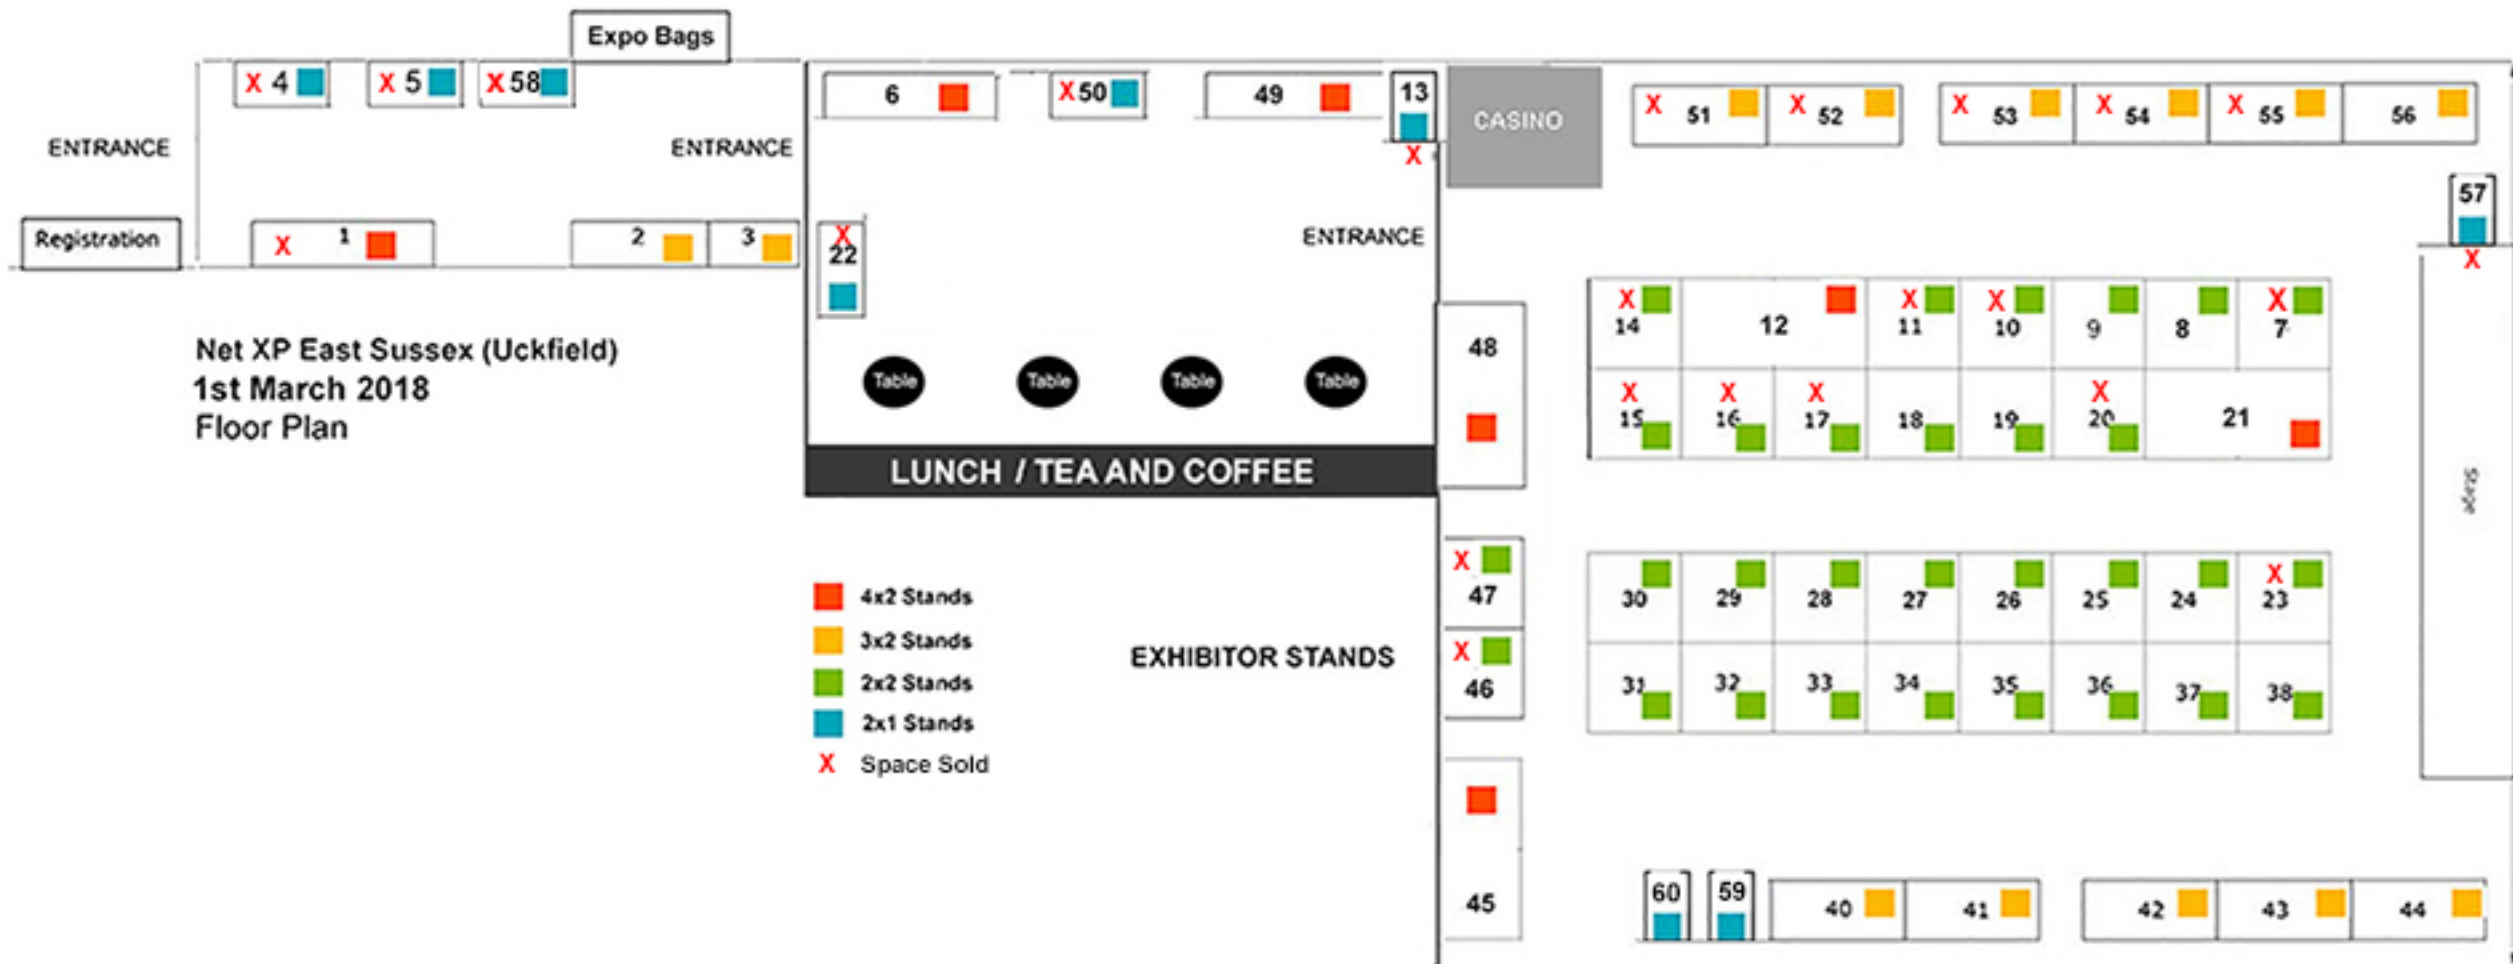 Expo Bags
X 4
X 5
X 58
6
X 50
49
13
X
CASINO
X 51
X 52
X 53
X 54
X 55
56
ENTRANCE
ENTRANCE
57
X
Registration
X 1
2
3
X
22
ENTRANCE
X
14
12
X
11
X
10
9
8
X
7
Net XP East Sussex (Uckfield)
1st March 2018
Floor Plan
48
Table
Table
Table
Table
X
15
X
16
X
17
18
19
X
20
21
LUNCH / TEA AND COFFEE
Stage
X
47
30
29
28
27
26
25
24
X
23
4x2 Stands
3x2 Stands
2x2 Stands
2x1 Stands
X Space Sold
EXHIBITOR STANDS
X
46
31
32
33
34
35
36
37
38
45
60
59
40
41
42
43
44